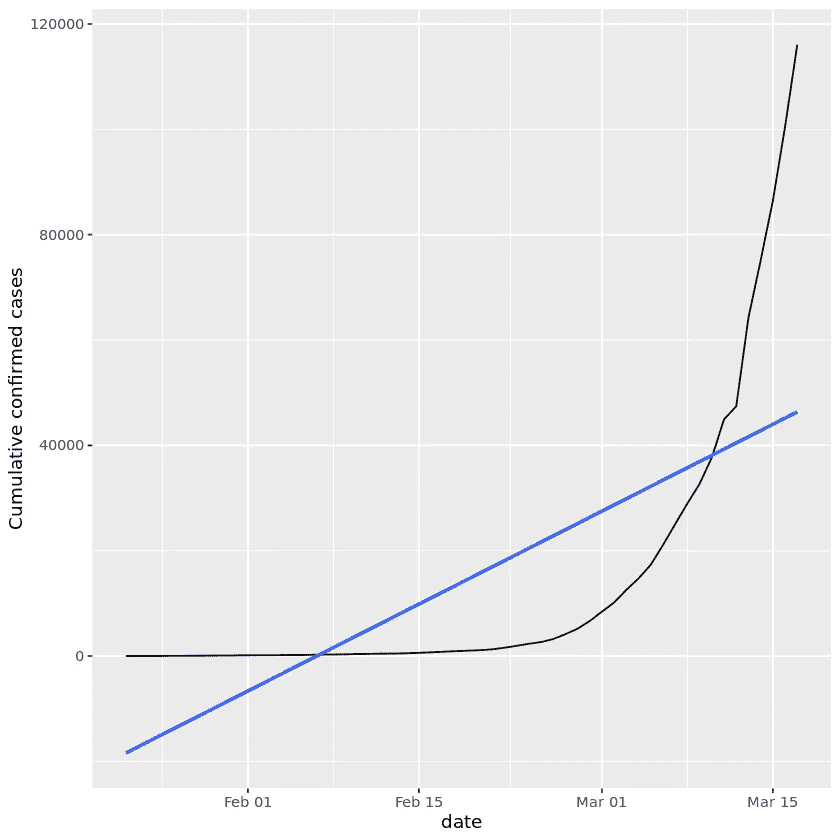 120000
80000
40000
0
Cumulative confirmed cases
Feb 01
Feb 15
Mar 01
Mar 15
date